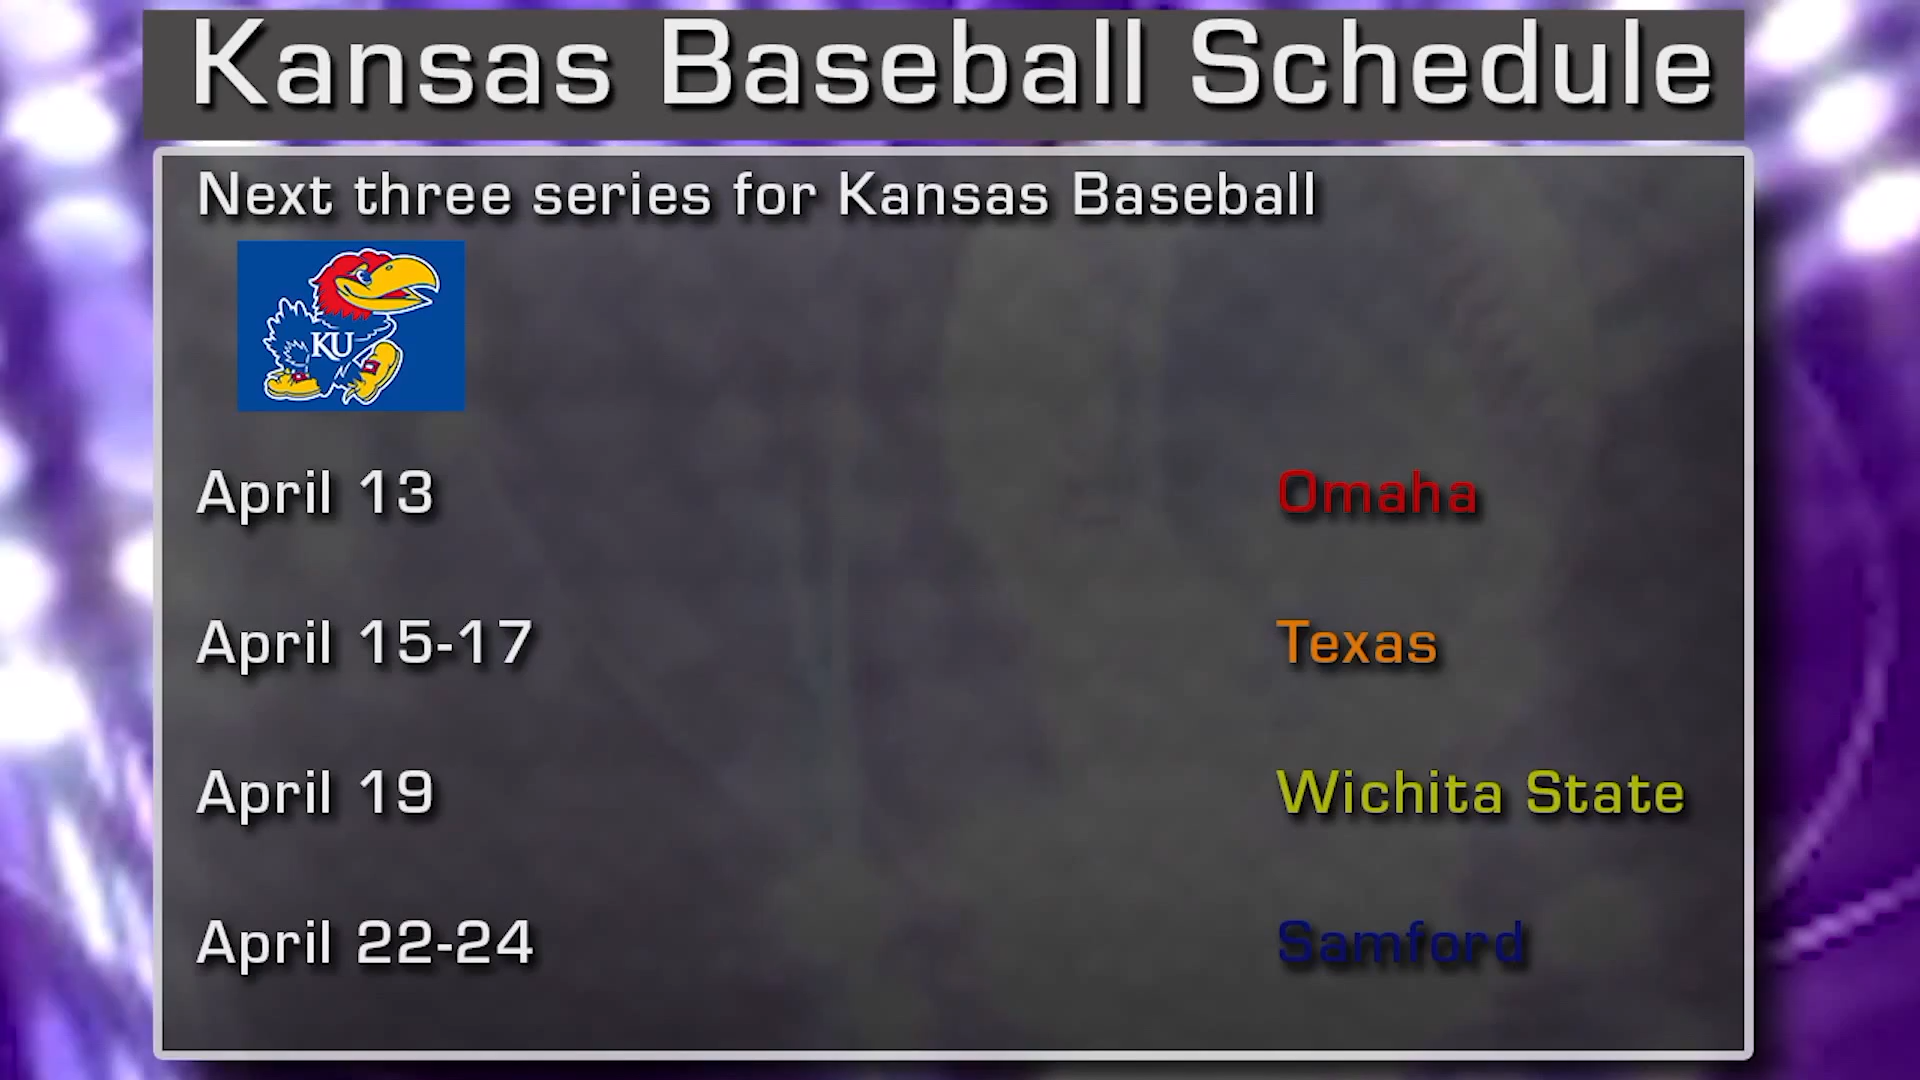 Kansas Baseball Schedule
Next three series for Kansas Baseball
KU
April 13 Omaha
April 15-17 Texas
April 19 Wichita State
April 22-24 Samford